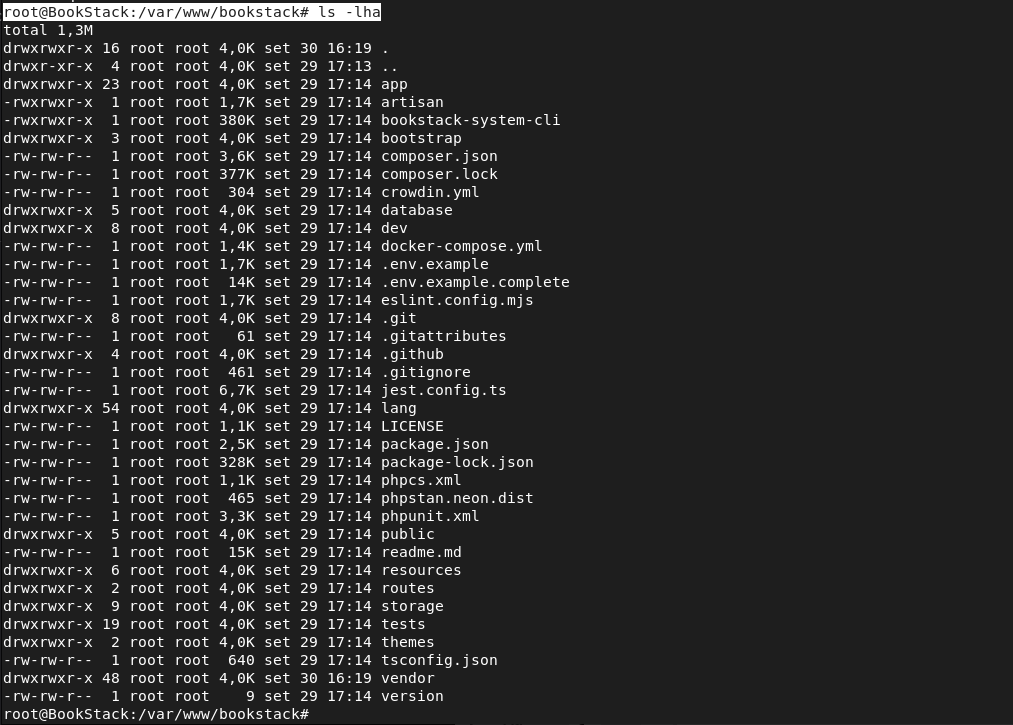 root@BookStack:/var/www/bookstack# ls -lha
total 1,3M
drwxrwxr-x 16 root root 4,0K set 30 16:19 .
drwxr-xr-x  4 root root 4,0K set 29 17:13 ..
drwxrwxr-x 23 root root 4,0K set 29 17:14 app
-rwxrwxr-x  1 root root 1,7K set 29 17:14 artisan
-rwxrwxr-x  1 root root 380K set 29 17:14 bookstack-system-cli
drwxrwxr-x  3 root root 4,0K set 29 17:14 bootstrap
-rw-rw-r--  1 root root 3,6K set 29 17:14 composer.json
-rw-rw-r--  1 root root 377K set 29 17:14 composer.lock
-rw-rw-r--  1 root root  304 set 29 17:14 crowdin.yml
drwxrwxr-x  5 root root 4,0K set 29 17:14 database
drwxrwxr-x  8 root root 4,0K set 29 17:14 dev
-rw-rw-r--  1 root root 1,4K set 29 17:14 docker-compose.yml
-rw-rw-r--  1 root root 1,7K set 29 17:14 .env.example
-rw-rw-r--  1 root root  14K set 29 17:14 .env.example.complete
-rw-rw-r--  1 root root 1,7K set 29 17:14 eslint.config.mjs
drwxrwxr-x  8 root root 4,0K set 29 17:14 .git
-rw-rw-r--  1 root root   61 set 29 17:14 .gitattributes
drwxrwxr-x  4 root root 4,0K set 29 17:14 .github
-rw-rw-r--  1 root root  461 set 29 17:14 .gitignore
-rw-rw-r--  1 root root 6,7K set 29 17:14 jest.config.ts
drwxrwxr-x 54 root root 4,0K set 29 17:14 lang
-rw-rw-r--  1 root root 1,1K set 29 17:14 LICENSE
-rw-rw-r--  1 root root 2,5K set 29 17:14 package.json
-rw-rw-r--  1 root root 328K set 29 17:14 package-lock.json
-rw-rw-r--  1 root root 1,1K set 29 17:14 phpcs.xml
-rw-rw-r--  1 root root  465 set 29 17:14 phpstan.neon.dist
-rw-rw-r--  1 root root 3,3K set 29 17:14 phpunit.xml
drwxrwxr-x  5 root root 4,0K set 29 17:14 public
-rw-rw-r--  1 root root  15K set 29 17:14 readme.md
drwxrwxr-x  6 root root 4,0K set 29 17:14 resources
drwxrwxr-x  2 root root 4,0K set 29 17:14 routes
drwxrwxr-x  9 root root 4,0K set 29 17:14 storage
drwxrwxr-x 19 root root 4,0K set 29 17:14 tests
drwxrwxr-x  2 root root 4,0K set 29 17:14 themes
-rw-rw-r--  1 root root  640 set 29 17:14 tsconfig.json
drwxrwxr-x 48 root root 4,0K set 30 16:19 vendor
-rw-rw-r--  1 root root    9 set 29 17:14 version
root@BookStack:/var/www/bookstack#